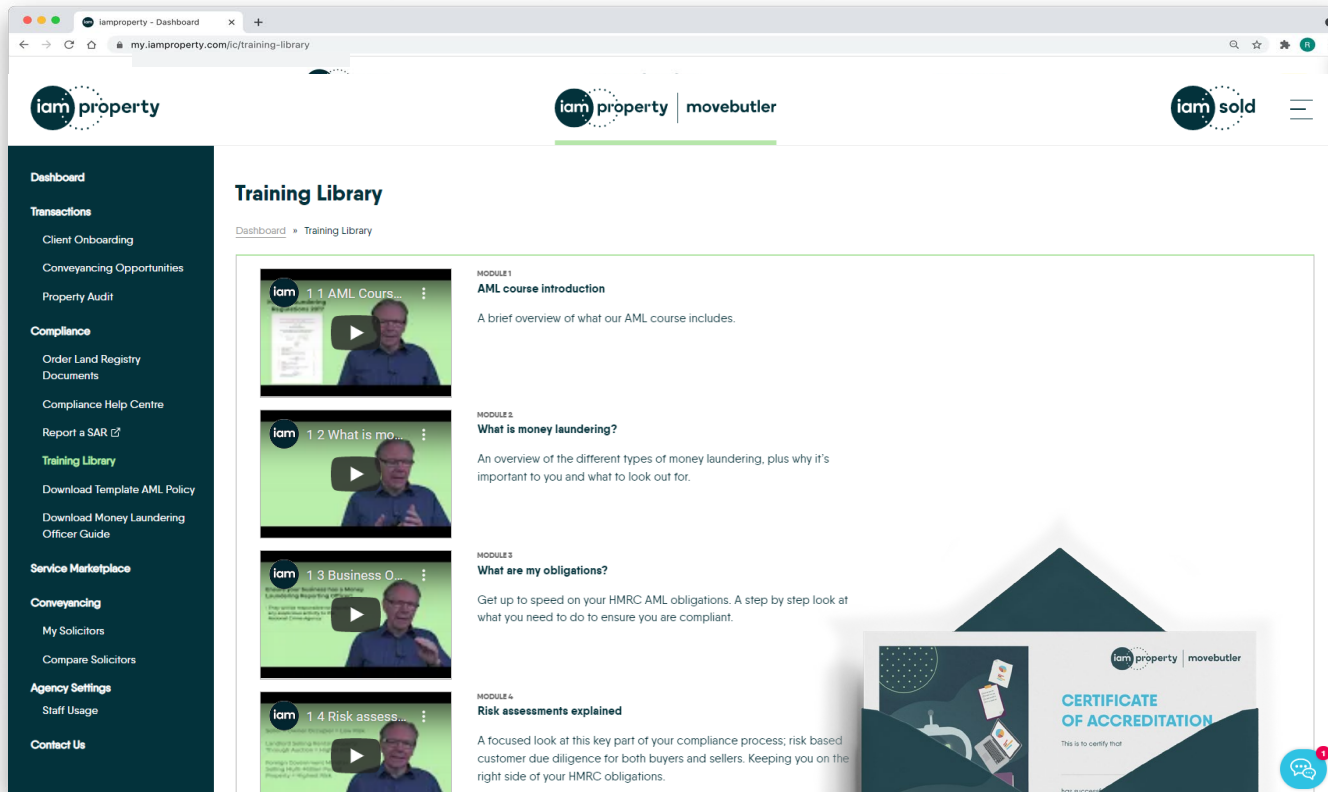 iamproperty - Dashboard
my.iamproperty.com/ic/training-library
R
iam property
iam property | movebutler
iam sold
Dashboard
Transactions
Client Onboarding
Conveyancing Opportunities
Property Audit
Compliance
Order Land Registry
Documents
Compliance Help Centre
Report a SAR
Training Library
Download Template AML Policy
Download Money Laundering
Officer Guide
Service Marketplace
Conveyancing
My Solicitors
Compare Solicitors
Agency Settings
Staff Usage
Contact Us
Training Library
Dashboard » Training Library
iam 1 1 AML Cours...
MODULE 1
AML course introduction
A brief overview of what our AML course includes.
iam 1 2 What is mo...
MODULE 2
What is money laundering?
An overview of the different types of money laundering, plus why it's
important to you and what to look out for.
iam 1 3 Business O...
MODULE 3
What are my obligations?
Get up to speed on your HMRC AML obligations. A step by step look at
what you need to do to ensure you are compliant.
iam 1 4 Risk assess...
MODULE 4
Risk assessments explained
A focused look at this key part of your compliance process; risk based
customer due diligence for both buyers and sellers. Keeping you on the
right side of your HMRC obligations.
iam property | movebutler
CERTIFICATE
OF ACCREDITATION
This is to certify that
1